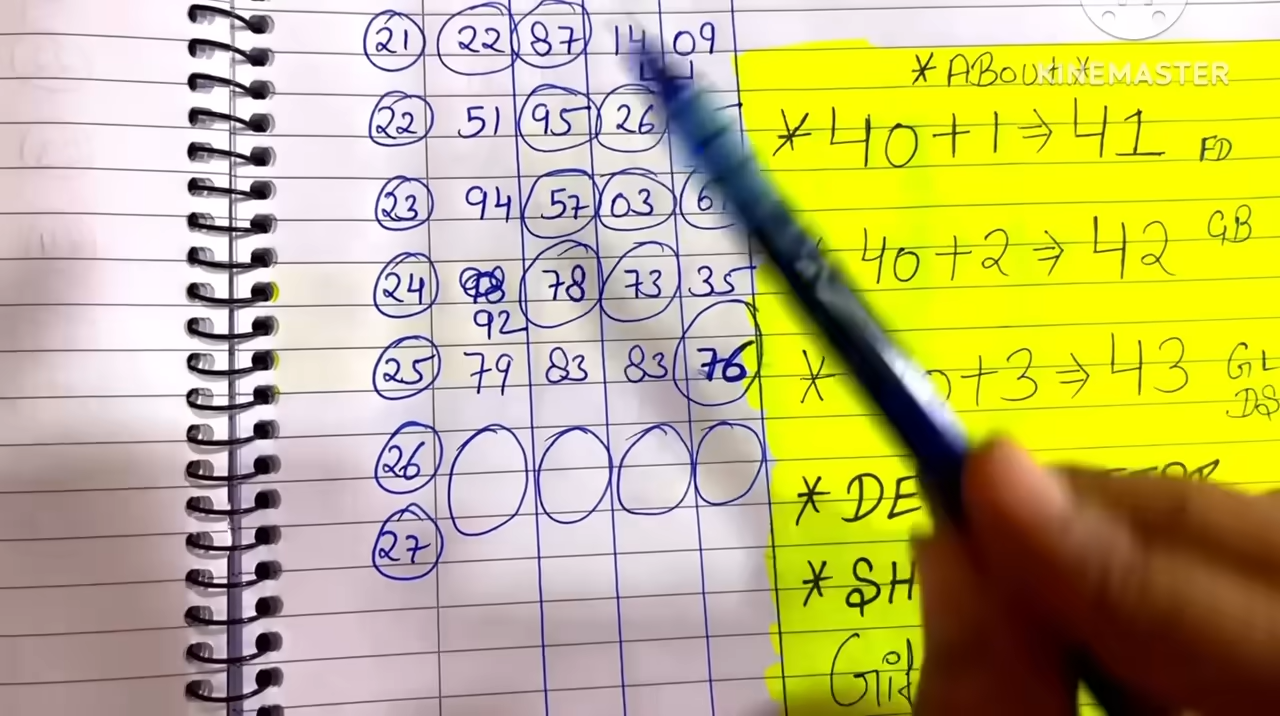 21 22 87 14 09
*ABout*
KINEMASTER
22 51 95 26
*40+1⇒41 FD
23 94 57 03
40+2⇒42 GB
24 78 73 35
92
25 79 83 83 76
* +3⇒43 GL
DS
26
* DE
27
* SH